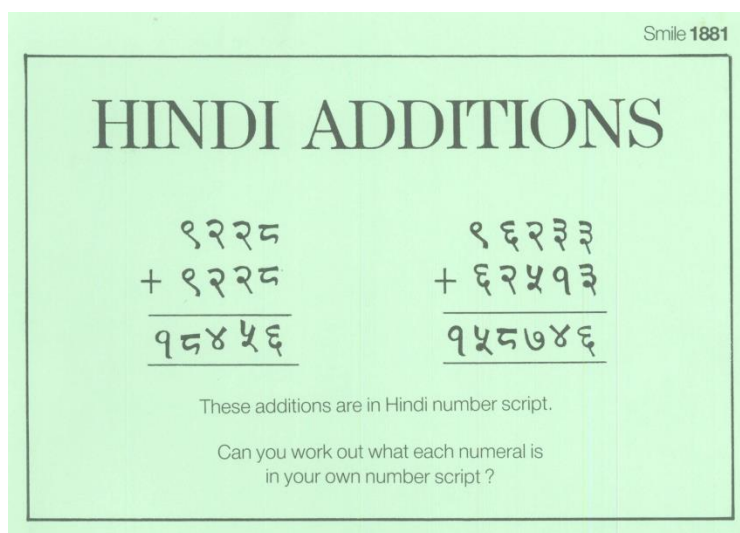 Smile 1881
HINDI ADDITIONS
९२२८
+ ९२२८
१८४५६
९६२३३
+ ६२५१३
१५८७४६
These additions are in Hindi number script.
Can you work out what each numeral is
in your own number script ?